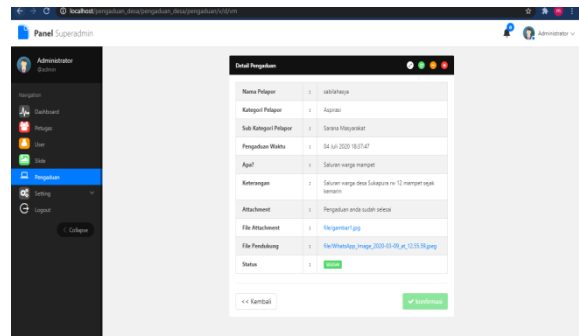 localhost/pengaduan_desa/pengaduan_desa/pengaduan/v/d/vm
Panel Superadmin
Administrator
Administrator
@admin
Navigation
Dashboard
Petugas
User
Slide
Pengaduan
Setting
Logout
< Collapse
Detail Pengaduan
Nama Pelapor :
Kategori Pelapor : Aspirasi
Sub Kategori Pelapor : Sarana Masyarakat
Pengaduan Waktu : 04 Juli 2020 18:37:47
Apa? : Saluran warga mampet
Keterangan : Saluran warga desa Sukapura rw 12 mampet sejak
kemarin
Attachment : Pengaduan anda sudah selesai
File Attachment : file/gambar1.jpg
File Pendukung : file/WhatsApp_Image_2020-03-09_at_12.55.39.jpeg
Status :
<< Kembali
konfirmasi